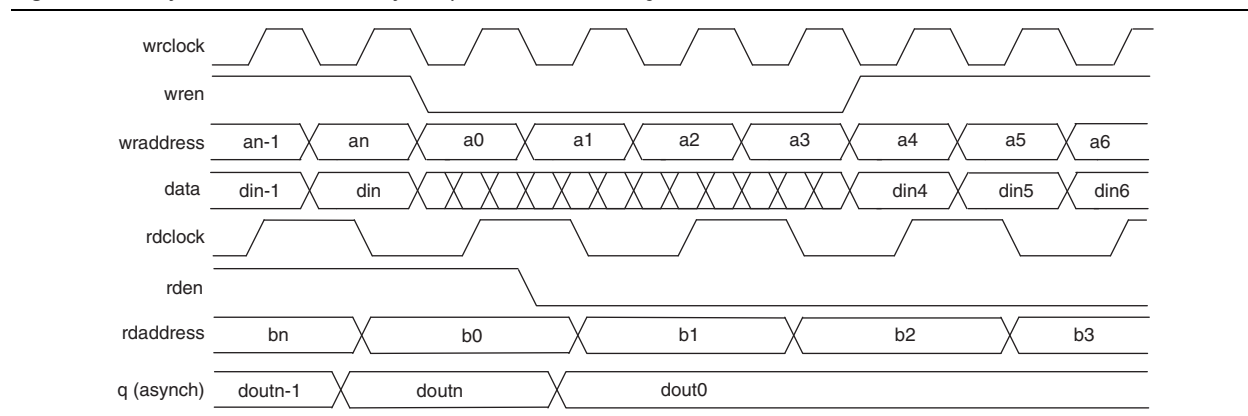 wrclock
wren
wraddress an-1 an a0 a1 a2 a3 a4 a5 a6
data din-1 din din4 din5 din6
rdclock
rden
rdaddress bn b0 b1 b2 b3
q (asynch) doutn-1 doutn dout0